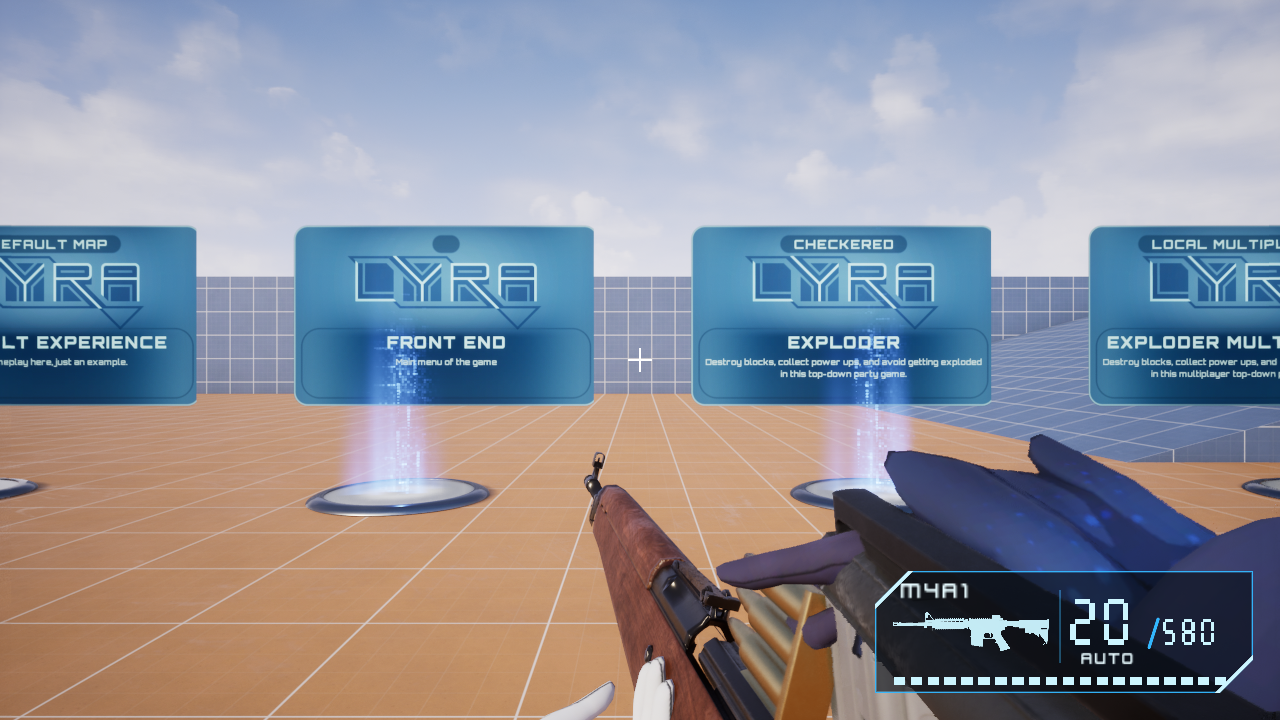 EFAULT MAP
LYRA
LT EXPERIENCE
meplay here, just an example.
LYRA
FRONT END
Main menu of the game
CHECKERED
LYRA
EXPLODER
Destroy blocks, collect power ups, and avoid getting exploded
in this top-down party game.
LOCAL MULTIPL
LYR
EXPLODER MULT
Destroy blocks, collect power ups, and
in this multiplayer top-down p
M4A1
20 /580
AUTO